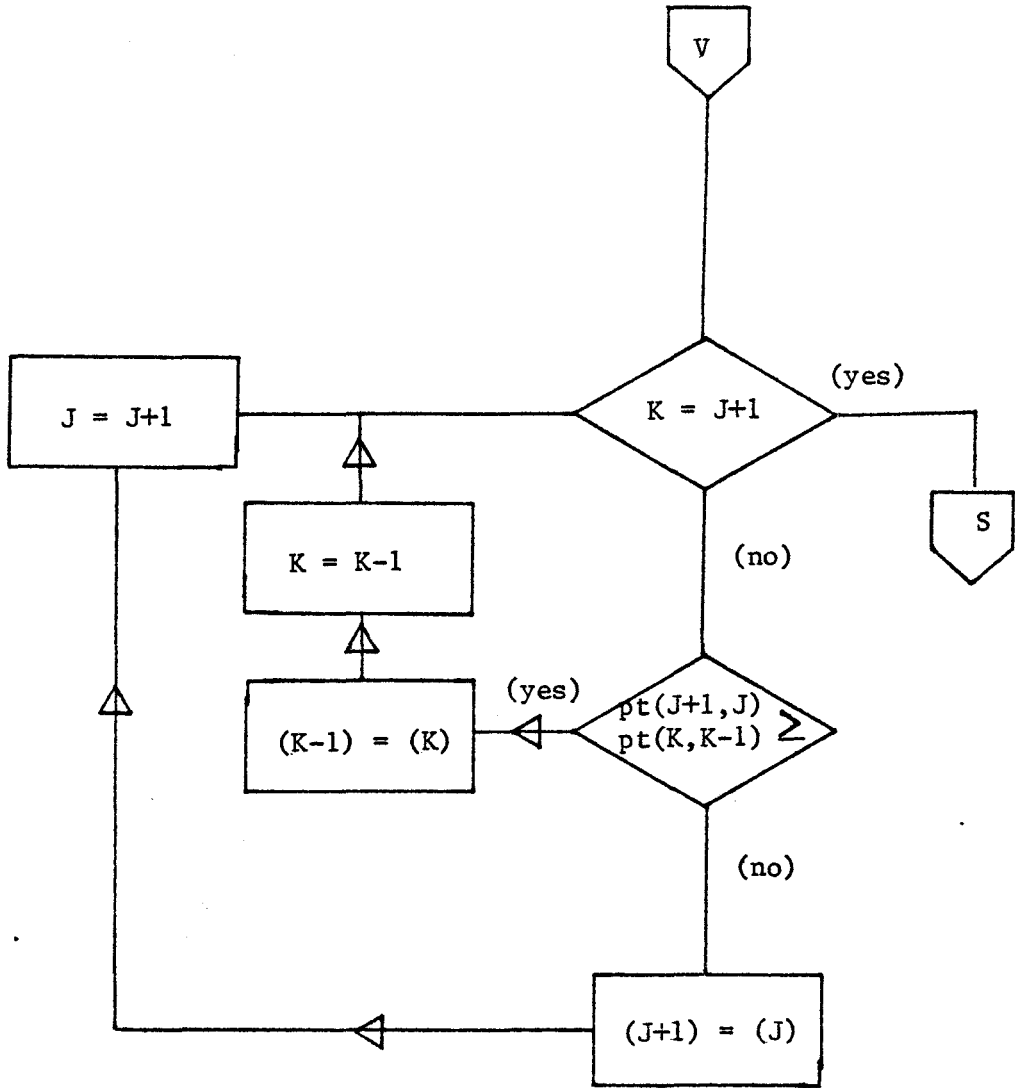 V
(yes)
K = J+1
J = J+1
S
K = K-1
(no)
(yes)
pt(J+1,J) ≥
pt(K,K-1)
(K-1) = (K)
(no)
(J+1) = (J)